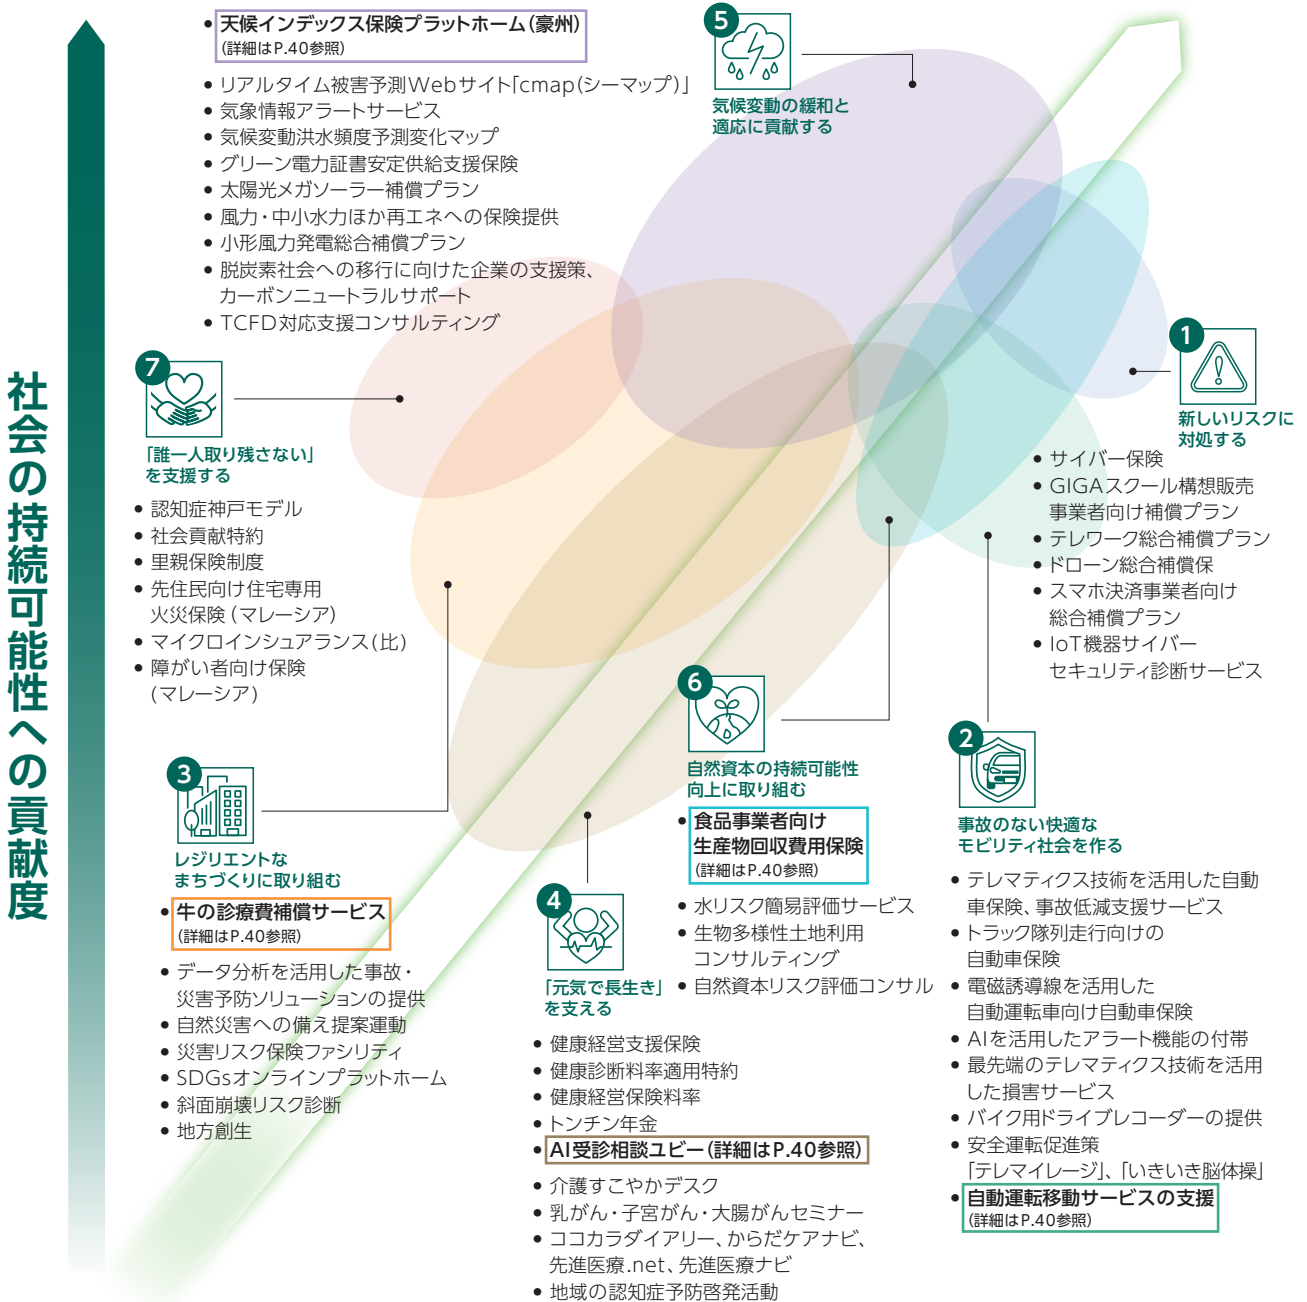 社会の持続可能性への貢献度
• 天候インデックス保険プラットホーム（豪州）
（詳細はP.40参照）
• リアルタイム被害予測Webサイト「cmap（シーマップ）」
• 気象情報アラートサービス
• 気候変動洪水頻度予測変化マップ
• グリーン電力証書安定供給支援保険
• 太陽光メガソーラー補償プラン
• 風力・中小水力ほか再エネへの保険提供
• 小形風力発電総合補償プラン
• 脱炭素社会への移行に向けた企業の支援策、
カーボンニュートラルサポート
• TCFD対応支援コンサルティング
5
気候変動の緩和と
適応に貢献する
1
新しいリスクに
対処する
• サイバー保険
• GIGAスクール構想販売
事業者向け補償プラン
• テレワーク総合補償プラン
• ドローン総合補償保
• スマホ決済事業者向け
総合補償プラン
• IoT機器サイバー
セキュリティ診断サービス
7
「誰一人取り残さない」
を支援する
• 認知症神戸モデル
• 社会貢献特約
• 里親保険制度
• 先住民向け住宅専用
火災保険（マレーシア）
• マイクロインシュアランス（比）
• 障がい者向け保険
（マレーシア）
3
レジリエントな
まちづくりに取り組む
• 牛の診療費補償サービス
（詳細はP.40参照）
• データ分析を活用した事故・
災害予防ソリューションの提供
• 自然災害への備え提案運動
• 災害リスク保険ファシリティ
• SDGsオンラインプラットホーム
• 斜面崩壊リスク診断
• 地方創生
4
「元気で長生き」
を支える
• 健康経営支援保険
• 健康診断料率適用特約
• 健康経営保険料率
• トンチン年金
• AI受診相談ユビー（詳細はP.40参照）
• 介護すこやかデスク
• 乳がん・子宮がん・大腸がんセミナー
• ココカラダイアリー、からだケアナビ、
先進医療.net、先進医療ナビ
• 地域の認知症予防啓発活動
6
自然資本の持続可能性
向上に取り組む
• 食品事業者向け
生産物回収費用保険
（詳細はP.40参照）
• 水リスク簡易評価サービス
• 生物多様性土地利用
コンサルティング
• 自然資本リスク評価コンサル
2
事故のない快適な
モビリティ社会を作る
• テレマティクス技術を活用した自動
車保険、事故低減支援サービス
• トラック隊列走行向けの
自動車保険
• 電磁誘導線を活用した
自動運転車向け自動車保険
• AIを活用したアラート機能の付帯
• 最先端のテレマティクス技術を活用
した損害サービス
• バイク用ドライブレコーダーの提供
• 安全運転促進策
「テレマイレージ」、「いきいき脳体操」
• 自動運転移動サービスの支援
（詳細はP.40参照）